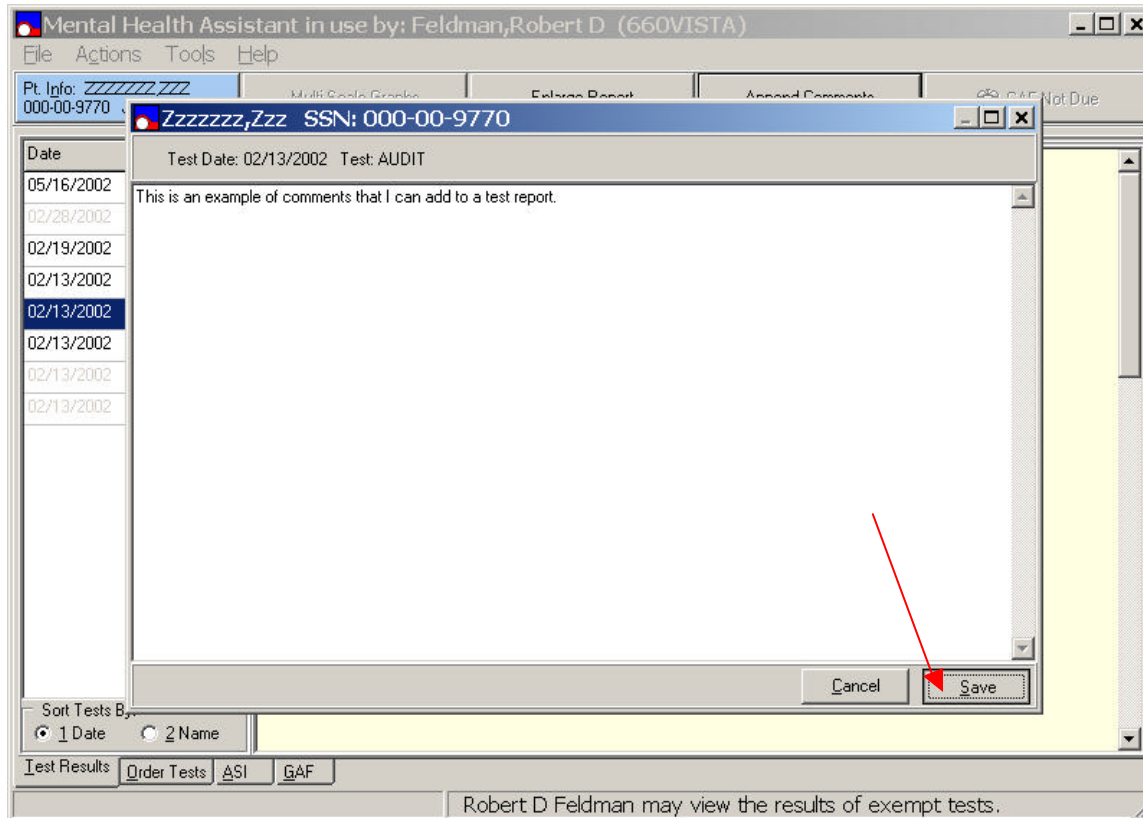 Mental Health Assistant in use by: Feldman,Robert D (660VISTA)
File Actions Tools Help
Pt. Info: ZZZZZZZ,ZZZ
000-00-9770
Multi Scale Graphs Enlarge Report Append Comments GAF Not Due
Zzzzzzz,Zzz SSN: 000-00-9770
Test Date: 02/13/2002 Test: AUDIT
This is an example of comments that I can add to a test report.
Date
05/16/2002
02/28/2002
02/19/2002
02/13/2002
02/13/2002
02/13/2002
02/13/2002
02/13/2002
Cancel Save
Sort Tests By:
1 Date 2 Name
Test Results Order Tests ASI GAF
Robert D Feldman may view the results of exempt tests.